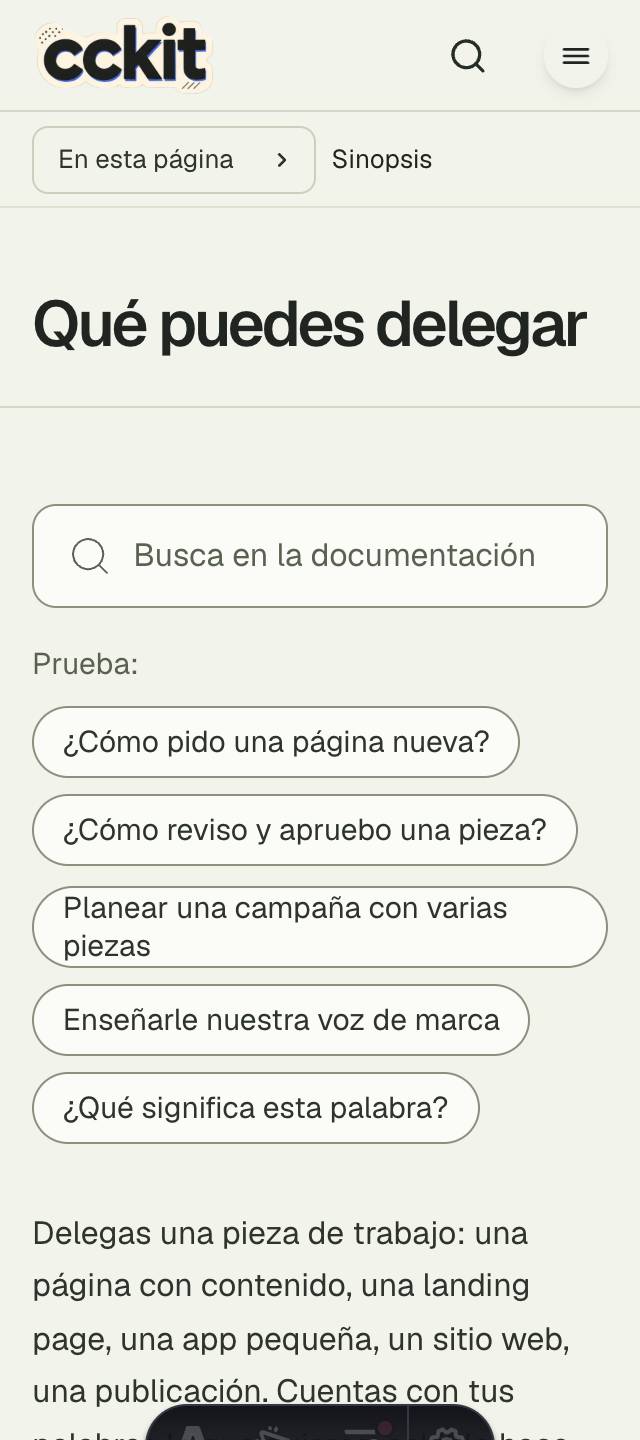 cckit
En esta página
Sinopsis
Qué puedes delegar
Busca en la documentación
Prueba:
¿Cómo pido una página nueva?
¿Cómo reviso y apruebo una pieza?
Planear una campaña con varias
piezas
Enseñarle nuestra voz de marca
¿Qué significa esta palabra?
Delegas una pieza de trabajo: una
página con contenido, una landing
page, una app pequeña, un sitio web,
una publicación. Cuentas con tus